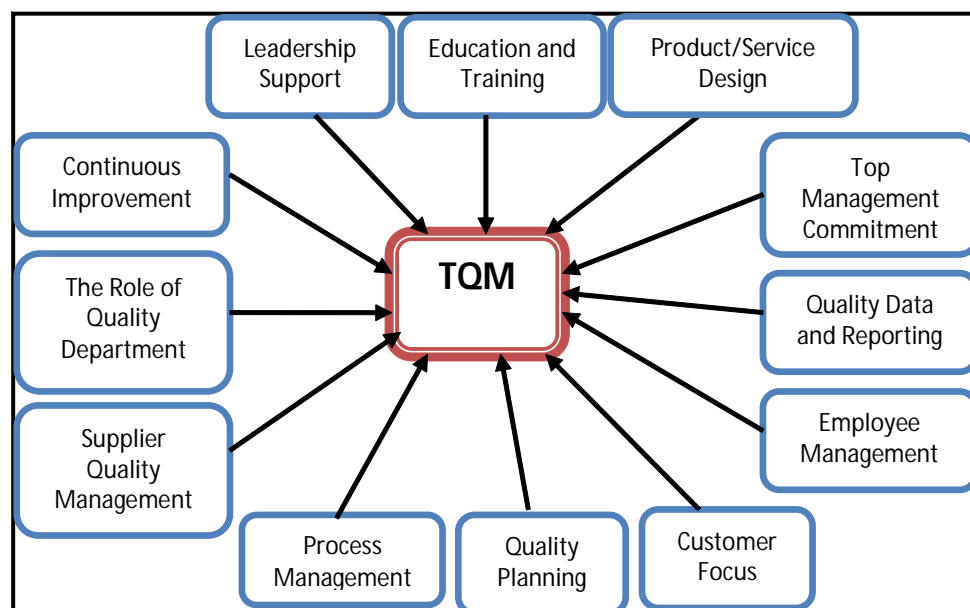 Leadership
Support
Education and
Training
Product/Service
Design
Continuous
Improvement
Top
Management
Commitment
TQM
The Role of
Quality
Department
Quality Data
and Reporting
Supplier
Quality
Management
Employee
Management
Process
Management
Quality
Planning
Customer
Focus